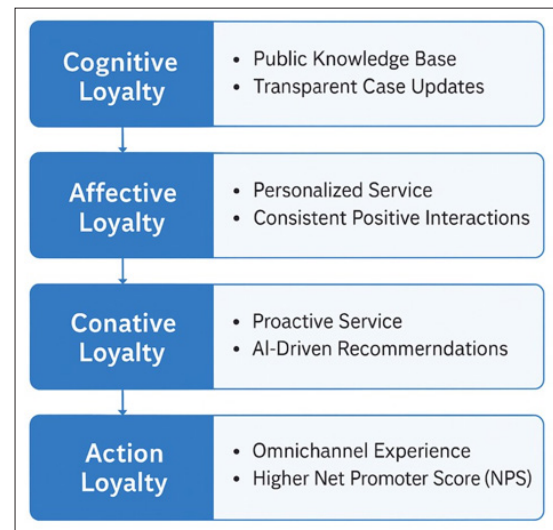 Cognitive
Loyalty
• Public Knowledge Base
• Transparent Case Updates
Affective
Loyalty
• Personalized Service
• Consistent Positive Interactions
Conative
Loyalty
• Proactive Service
• AI-Driven Recommerndations
Action
Loyalty
• Omnichannel Experience
• Higher Net Promoter Score (NPS)